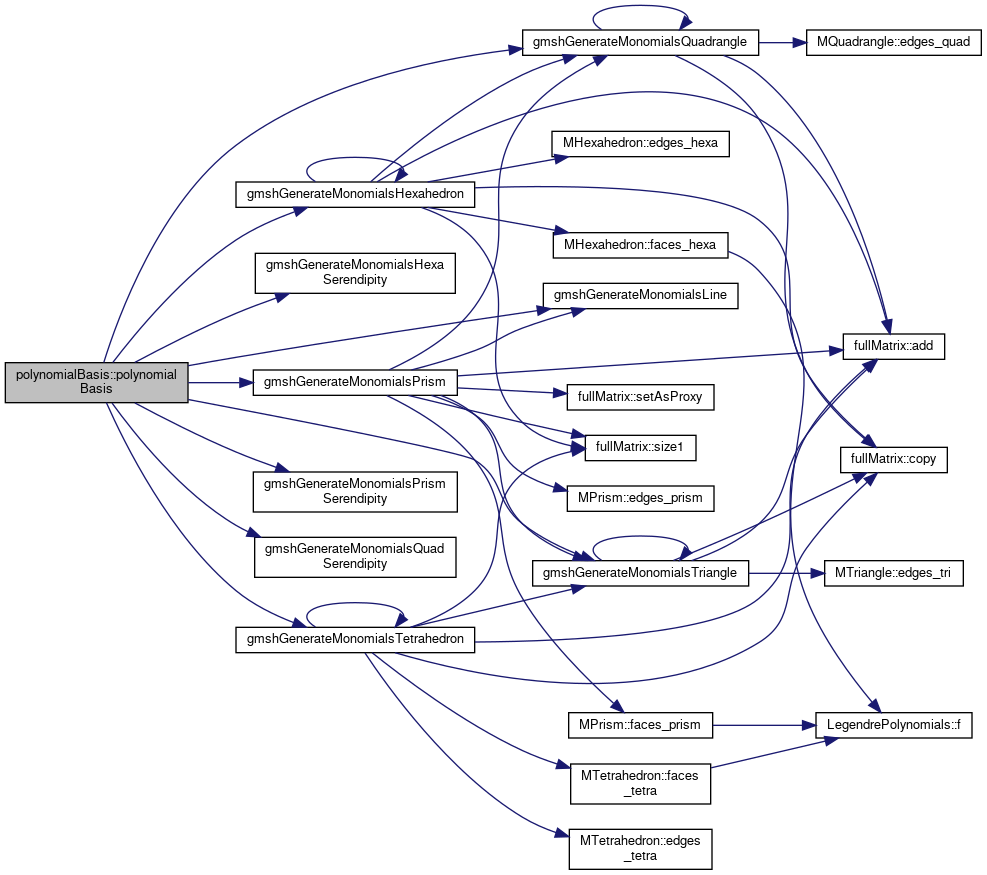 gmshGenerateMonomialsQuadrangle
MQuadrangle::edges_quad
MHexahedron::edges_hexa
gmshGenerateMonomialsHexahedron
MHexahedron::faces_hexa
gmshGenerateMonomialsHexa
Serendipity
gmshGenerateMonomialsLine
fullMatrix::add
polynomialBasis::polynomial
Basis
gmshGenerateMonomialsPrism
fullMatrix::setAsProxy
fullMatrix::size1
fullMatrix::copy
gmshGenerateMonomialsPrism
Serendipity
MPrism::edges_prism
gmshGenerateMonomialsQuad
Serendipity
gmshGenerateMonomialsTriangle
MTriangle::edges_tri
gmshGenerateMonomialsTetrahedron
MPrism::faces_prism
LegendrePolynomials::f
MTetrahedron::faces
_tetra
MTetrahedron::edges
_tetra